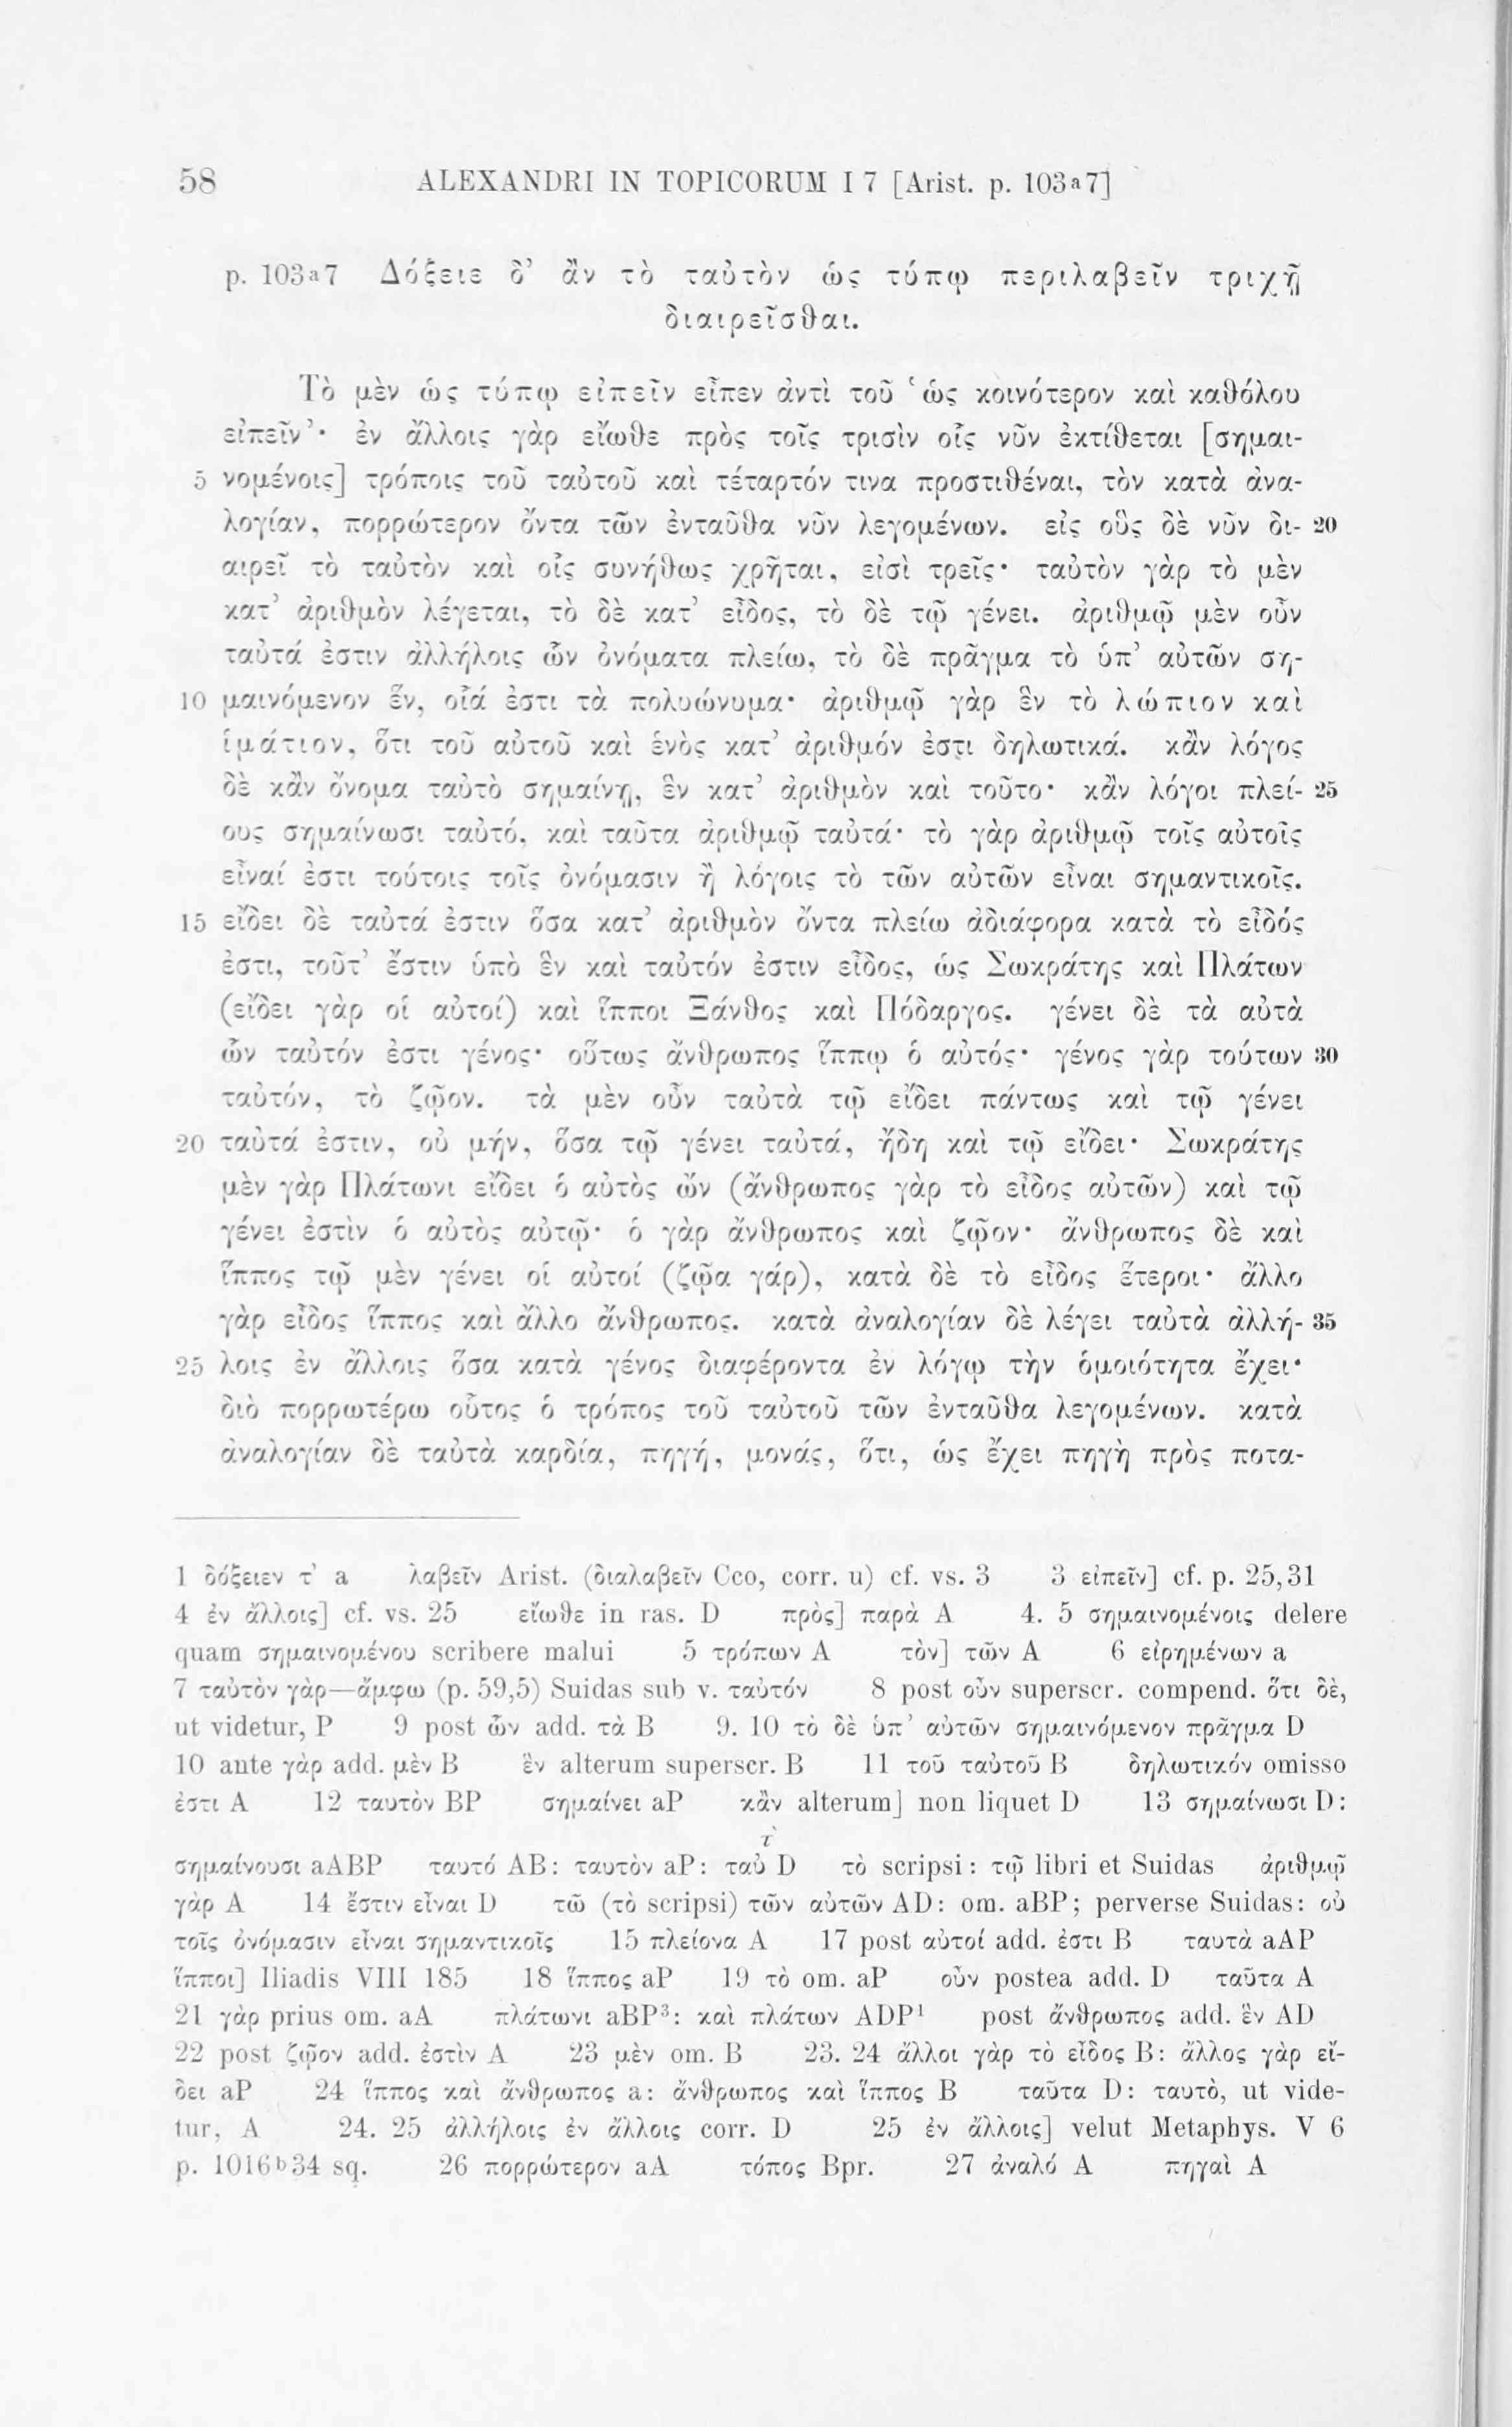 58 ALEXANDRI IN TOPICORUM I 7 [Arist. p. 103a7]
p. 103a7 Δόξειε δ’ ἂν τὸ ταὐτὸν ὡς τύπῳ περιλαβεῖν τριχῇ
διαιρεῖσθαι.
Τὸ μὲν ὡς τύπῳ εἰπεῖν εἶπεν ἀντὶ τοῦ ‘ὡς κοινότερον καὶ καθόλου
εἰπεῖν’· ἐν ἄλλοις γὰρ εἴωθε πρὸς τοῖς τρισὶν οἷς νῦν ἐκτίθεται [σημαι-
5 νομένοις] τρόποις τοῦ ταὐτοῦ καὶ τέταρτόν τινα προστιθέναι, τὸν κατὰ ἀνα-
λογίαν, πορρώτερον ὄντα τῶν ἐνταῦθα νῦν λεγομένων. εἰς οὓς δὲ νῦν δι- 20
αιρεῖ τὸ ταὐτὸν καὶ οἷς συνήθως χρῆται, εἰσὶ τρεῖς· ταὐτὸν γὰρ τὸ μὲν
κατ’ ἀριθμὸν λέγεται, τὸ δὲ κατ’ εἶδος, τὸ δὲ τῷ γένει. ἀριθμῷ μὲν οὖν
ταὐτά ἐστιν ἀλλήλοις ὧν ὀνόματα πλείω, τὸ δὲ πρᾶγμα τὸ ὑπ’ αὐτῶν ση-
10 μαινόμενον ἕν, οἷά ἐστι τὰ πολυώνυμα· ἀριθμῷ γὰρ ἓν τὸ λώπιον καὶ
ἱμάτιον, ὅτι τοῦ αὐτοῦ καὶ ἑνὸς κατ’ ἀριθμόν ἐστι δηλωτικά. κἂν λόγος
δὲ κἂν ὄνομα ταὐτὸ σημαίνῃ, ἓν κατ’ ἀριθμὸν καὶ τοῦτο· κἂν λόγοι πλεί- 25
ους σημαίνωσι ταὐτό, καὶ ταῦτα ἀριθμῷ ταὐτά· τὸ γὰρ ἀριθμῷ τοῖς αὐτοῖς
εἶναί ἐστι τούτοις τοῖς ὀνόμασιν ἢ λόγοις τὸ τῶν αὐτῶν εἶναι σημαντικοῖς.
15 εἴδει δὲ ταὐτά ἐστιν ὅσα κατ’ ἀριθμὸν ὄντα πλείω ἀδιάφορα κατὰ τὸ εἶδός
ἐστι, τοῦτ’ ἔστιν ὑπὸ ἓν καὶ ταὐτόν ἐστιν εἶδος, ὡς Σωκράτης καὶ Πλάτων
(εἴδει γὰρ οἱ αὐτοί) καὶ ἵπποι Ξάνθος καὶ Πόδαργος. γένει δὲ τὰ αὐτὰ
ὧν ταὐτόν ἐστι γένος· οὕτως ἄνθρωπος ἵππῳ ὁ αὐτός· γένος γὰρ τούτων 30
ταὐτόν, τὸ ζῷον. τὰ μὲν οὖν ταὐτὰ τῷ εἴδει πάντως καὶ τῷ γένει
20 ταὐτά ἐστιν, οὐ μήν, ὅσα τῷ γένει ταὐτά, ἤδη καὶ τῷ εἴδει· Σωκράτης
μὲν γὰρ Πλάτωνι εἴδει ὁ αὐτὸς ὤν (ἄνθρωπος γὰρ τὸ εἶδος αὐτῶν) καὶ τῷ
γένει ἐστὶν ὁ αὐτὸς αὐτῷ· ὁ γὰρ ἄνθρωπος καὶ ζῷον· ἄνθρωπος δὲ καὶ
ἵππος τῷ μὲν γένει οἱ αὐτοί (ζῷα γάρ), κατὰ δὲ τὸ εἶδος ἕτεροι· ἄλλο
γὰρ εἶδος ἵππος καὶ ἄλλο ἄνθρωπος. κατὰ ἀναλογίαν δὲ λέγει ταὐτὰ ἀλλή- 35
25 λοις ἐν ἄλλοις ὅσα κατὰ γένος διαφέροντα ἐν λόγῳ τὴν ὁμοιότητα ἔχει·
διὸ πορρωτέρω οὗτος ὁ τρόπος τοῦ ταὐτοῦ τῶν ἐνταῦθα λεγομένων. κατὰ
ἀναλογίαν δὲ ταὐτὰ καρδία, πηγή, μονάς, ὅτι, ὡς ἔχει πηγὴ πρὸς ποτα-
1 δόξειεν τ’ a λαβεῖν Arist. (διαλαβεῖν Cco, corr. u) cf. vs. 3 3 εἰπεῖν] cf. p. 25,31
4 ἐν ἄλλοις] cf. vs. 25 εἴωθε in ras. D πρὸς] παρὰ A 4. 5 σημαινομένοις delere
quam σημαινομένου scribere malui 5 τρόπων A τὸν] τῶν A 6 εἰρημένων a
7 ταὐτὸν γὰρ—ἄμφω (p. 59,5) Suidas sub v. ταὐτόν 8 post οὖν superscr. compend. ὅτι δὲ,
ut videtur, P 9 post ὧν add. τὰ B 9. 10 τὸ δὲ ὑπ’ αὐτῶν σημαινόμενον πρᾶγμα D
10 ante γὰρ add. μὲν B ἓν alterum superscr. B 11 τοῦ ταὐτοῦ B δηλωτικόν omisso
ἐστι A 12 ταυτὸν BP σημαίνει aP κἂν alterum] non liquet D 13 σημαίνωσι D:
σημαίνουσι aABP ταυτό AB: ταυτὸν aP: ταὐτ̀ D τὸ scripsi: τῷ libri et Suidas ἀριθμῷ
γὰρ A 14 ἔστιν εἶναι D τῶ (τὸ scripsi) τῶν αὐτῶν AD: om. aBP; perverse Suidas: οὐ
τοῖς ὀνόμασιν εἶναι σημαντικοῖς 15 πλείονα A 17 post αὐτοί add. ἐστι B ταυτὰ aAP
ἵπποι] Iliadis VIII 185 18 ἵππος aP 19 τὸ om. aP οὖν postea add. D ταῦτα A
21 γὰρ prius om. aA πλάτωνι aBP³: καὶ πλάτων ADP¹ post ἄνθρωπος add. ἓν AD
22 post ζῷον add. ἐστὶν A 23 μὲν om. B 23. 24 ἄλλοι γὰρ τὸ εἶδος B: ἄλλος γὰρ εἴ-
δει aP 24 ἵππος καὶ ἄνθρωπος a: ἄνθρωπος καὶ ἵππος B ταῦτα D: ταυτὸ, ut vide-
tur, A 24. 25 ἀλλήλοις ἐν ἄλλοις corr. D 25 ἐν ἄλλοις] velut Metaphys. V 6
p. 1016b34 sq. 26 πορρώτερον aA τόπος Bpr. 27 ἀναλό A πηγαὶ A